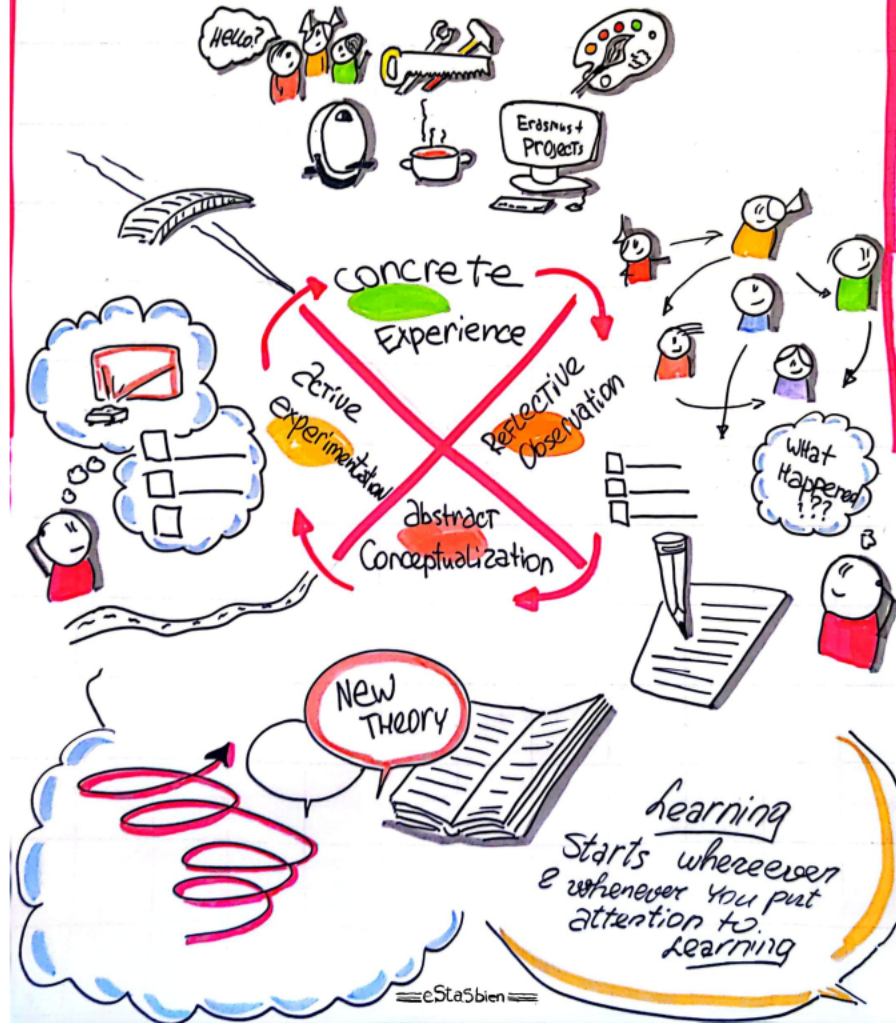 Hello?
Erasmus+
Projects
concrete
Experience
Reflective
Observation
abstract
Conceptualization
active
experimentation
What
Happened
!??
New
Theory
Learning
Starts whereever
& whenever you put
attention to
Learning
eStaSbien